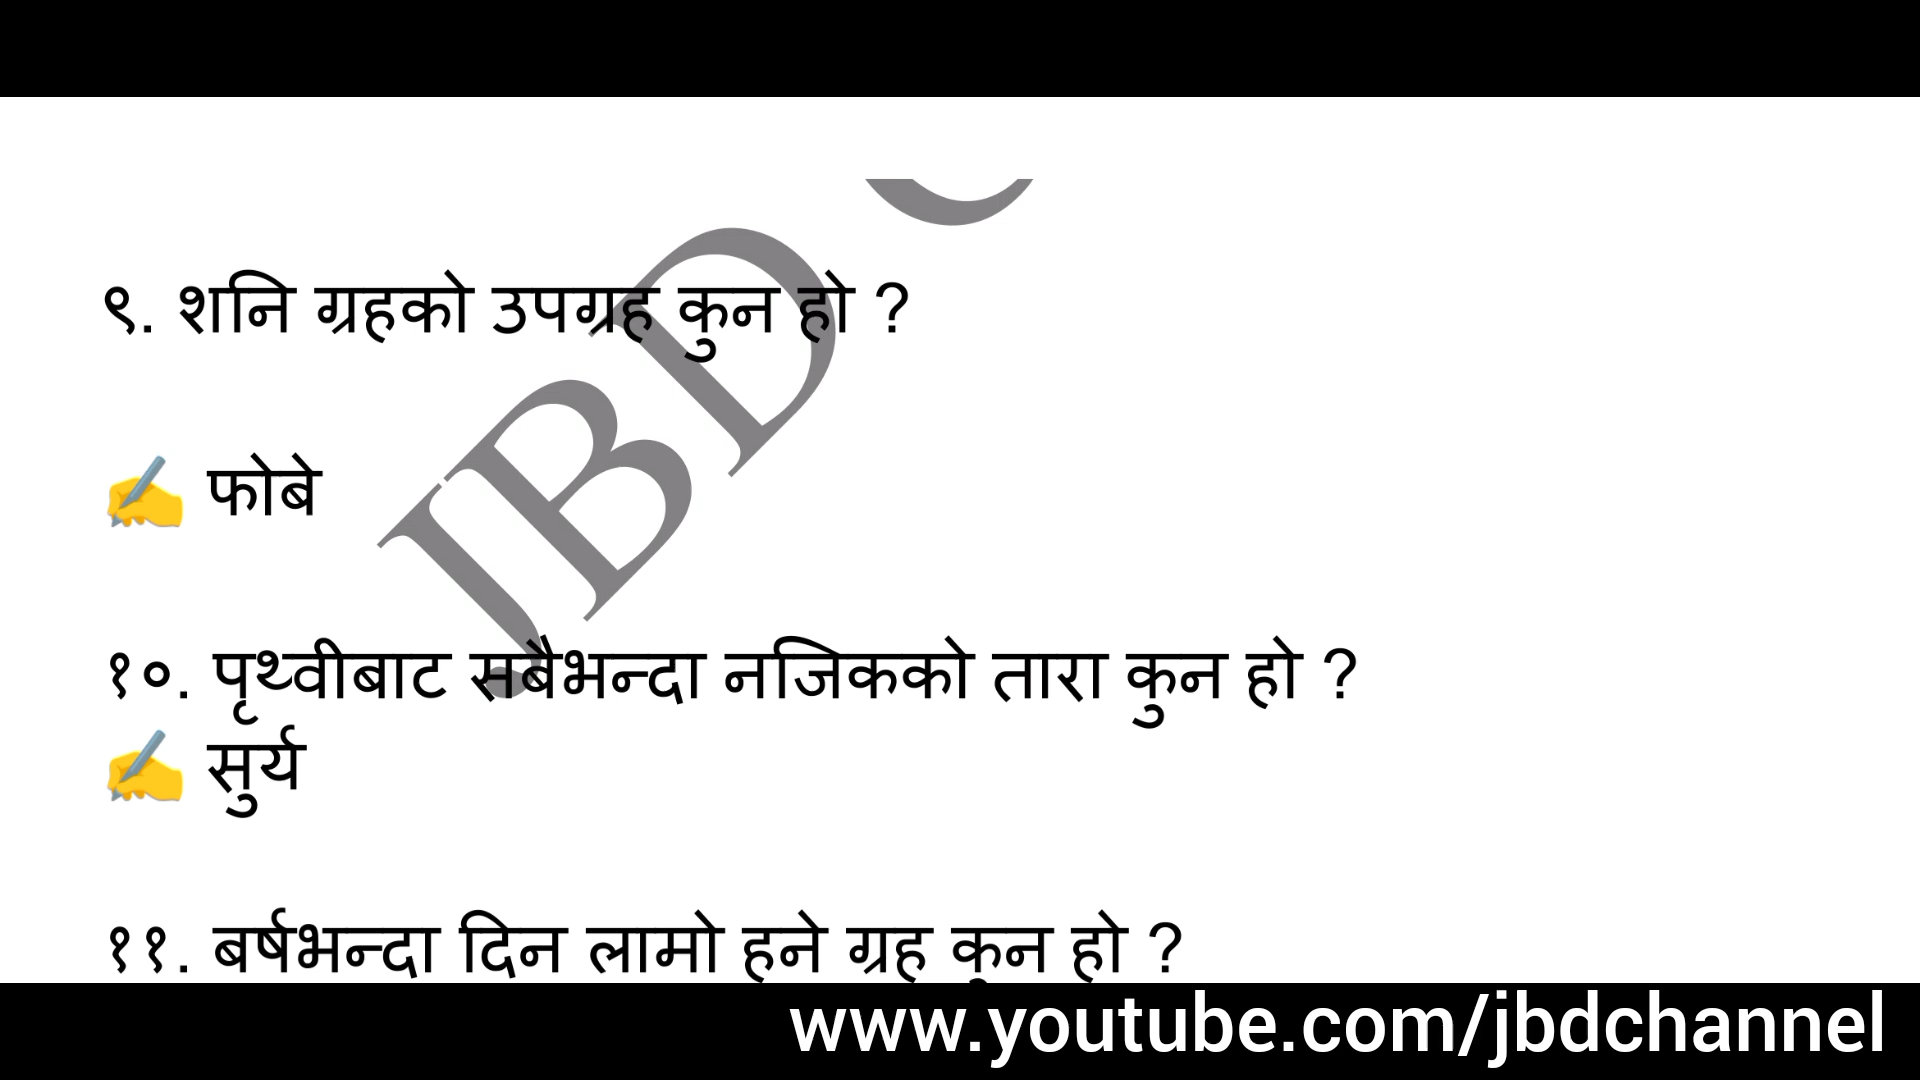 JBD C
९. शनि ग्रहको उपग्रह कुन हो ?
✍ फोबे
१०. पृथ्वीबाट सबैभन्दा नजिकको तारा कुन हो ?
✍ सुर्य
११. बर्षभन्दा दिन लामो हुने ग्रह कुन हो ?
www.youtube.com/jbdchannel